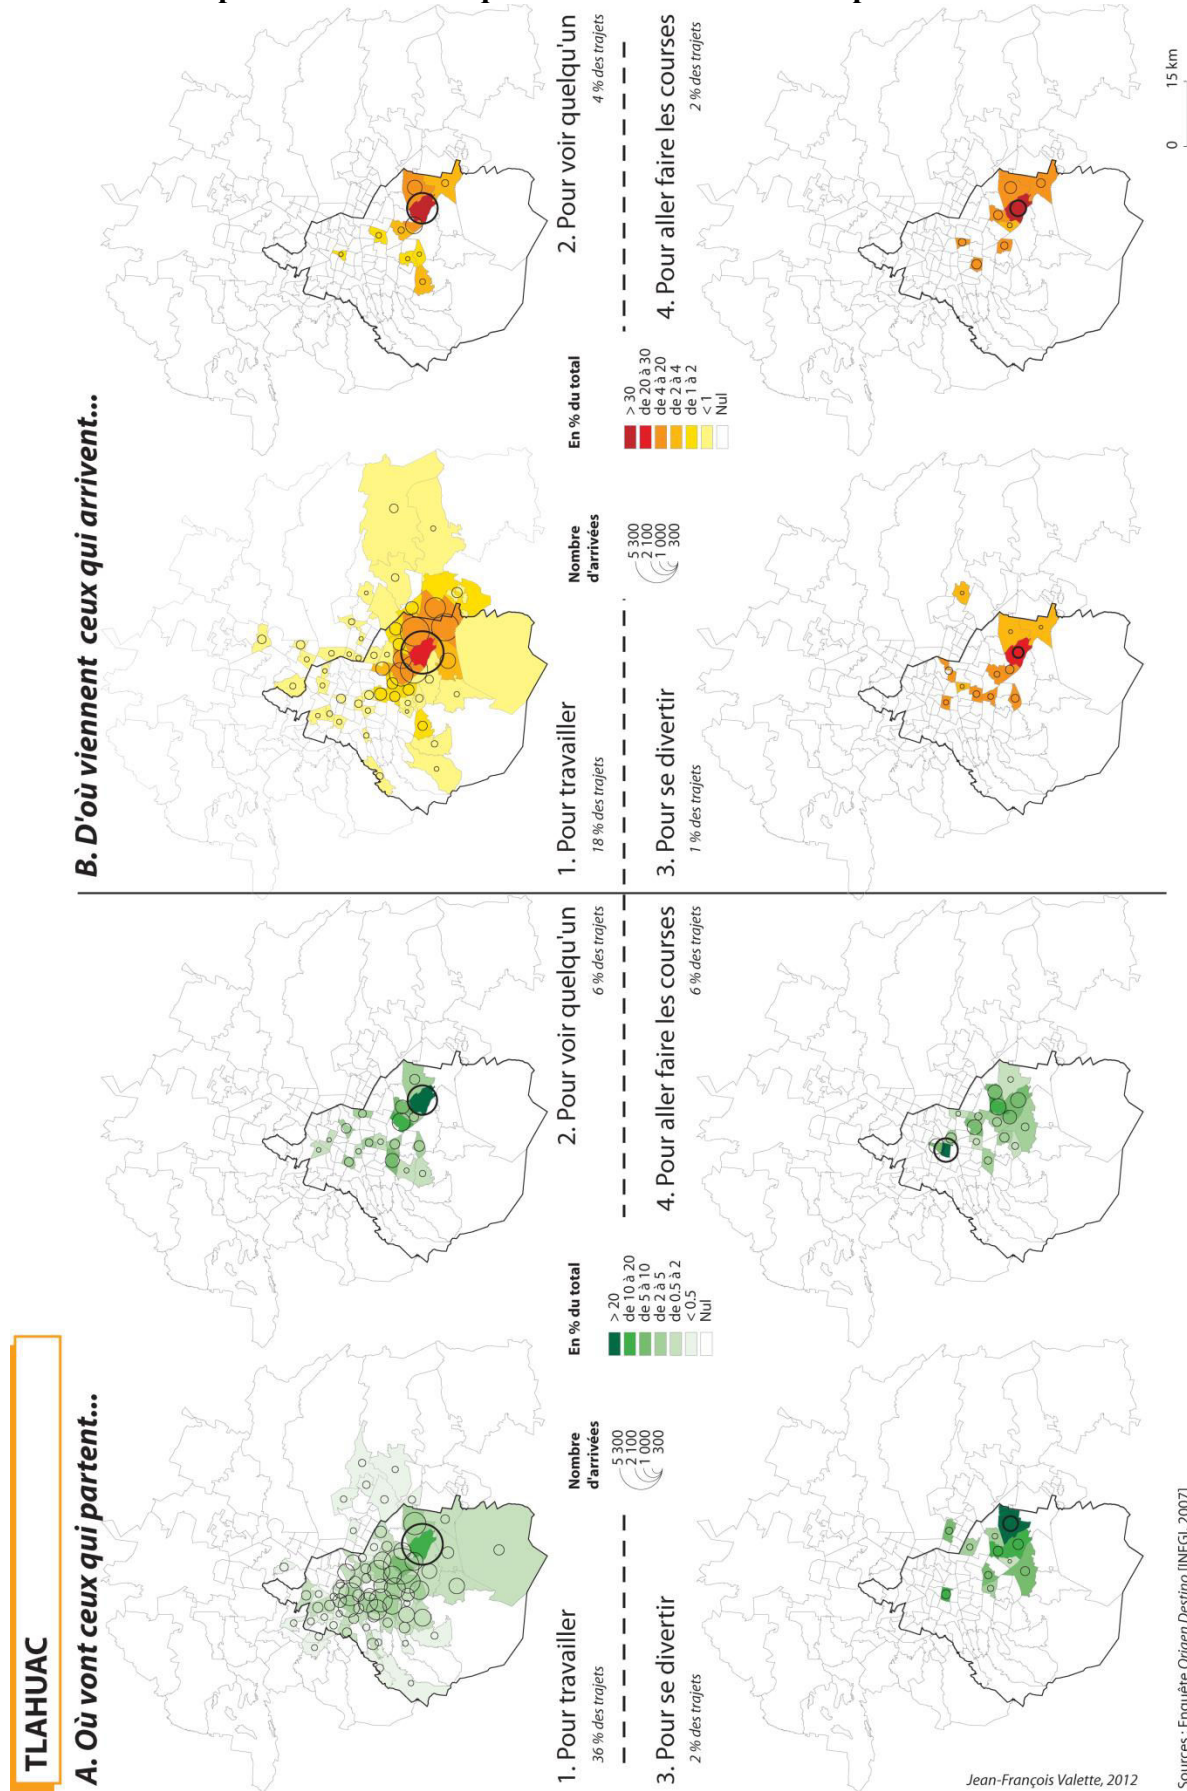 TLAHUAC
A. Où vont ceux qui partent...
B. D'où viennent ceux qui arrivent...
1. Pour travailler
36 % des trajets
Nombre
d'arrivées
5 300
2 100
1 000
300
En % du total
> 20
de 10 à 20
de 5 à 10
de 2 à 5
de 0.5 à 2
< 0.5
Nul
2. Pour voir quelqu'un
6 % des trajets
3. Pour se divertir
2 % des trajets
4. Pour aller faire les courses
6 % des trajets
1. Pour travailler
18 % des trajets
Nombre
d'arrivées
5 300
2 100
1 000
300
En % du total
> 30
de 20 à 30
de 4 à 20
de 2 à 4
de 1 à 2
< 1
Nul
2. Pour voir quelqu'un
4 % des trajets
3. Pour se divertir
1 % des trajets
4. Pour aller faire les courses
2 % des trajets
0 15 km
Jean-François Valette, 2012
Sources : Enquête Origen Destino [INEGI, 2007]